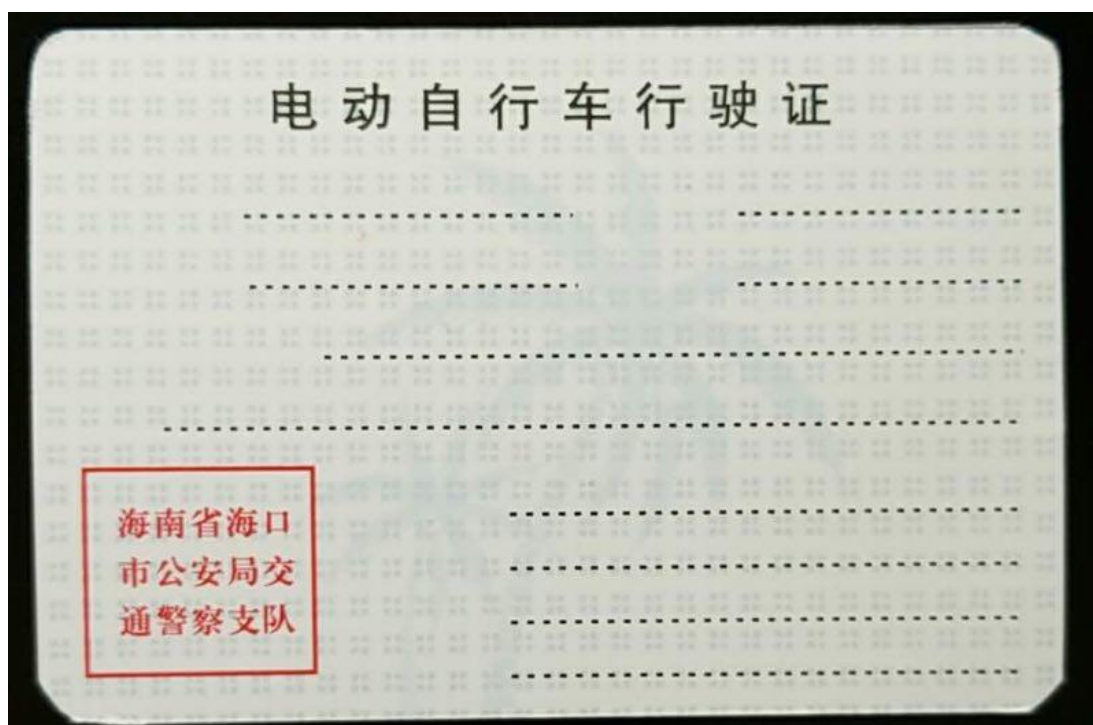 电动自行车行驶证
海南省海口
市公安局交
通警察支队